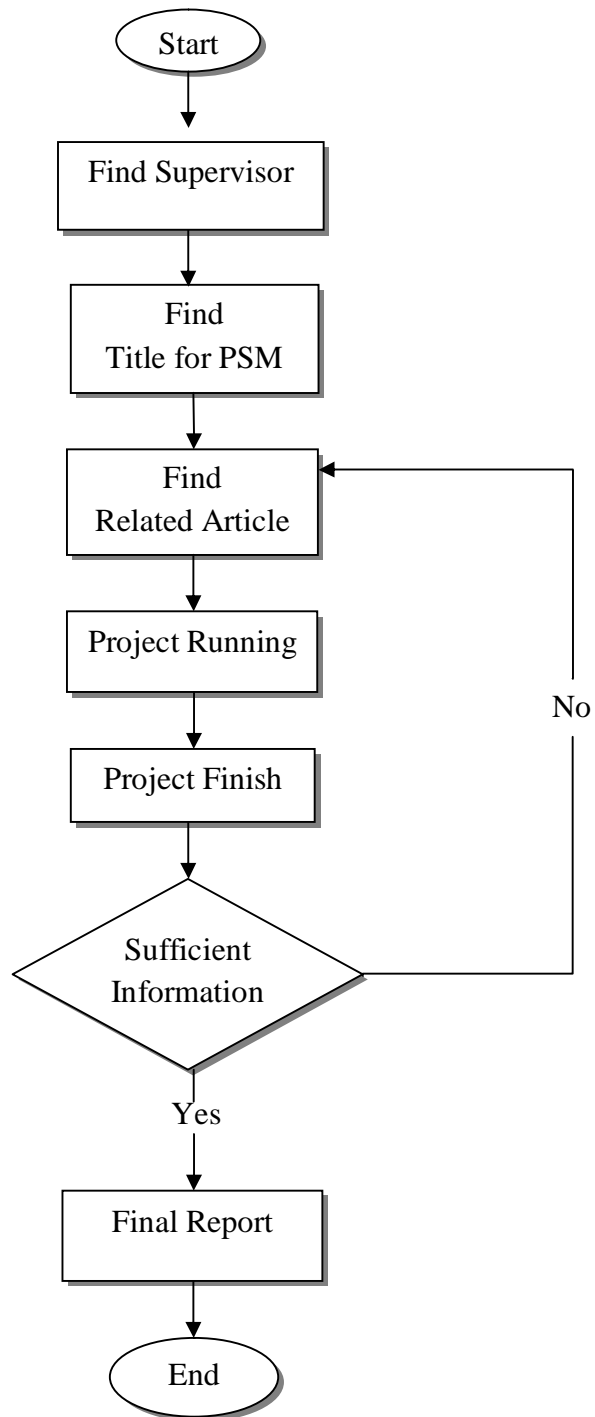 Start
Find Supervisor
Find
Title for PSM
Find
Related Article
Project Running
Project Finish
No
Sufficient
Information
Yes
Final Report
End